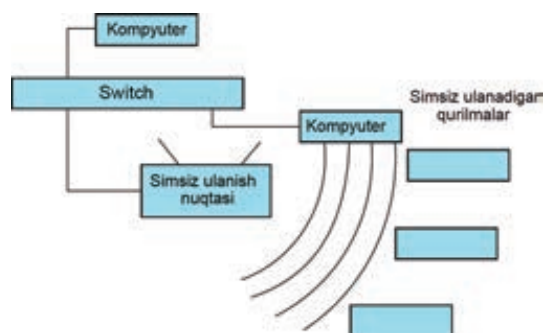 Kompyuter
Switch
Simsiz ulanadigan
qurilmalar
Kompyuter
Simsiz ulanish
nuqtasi